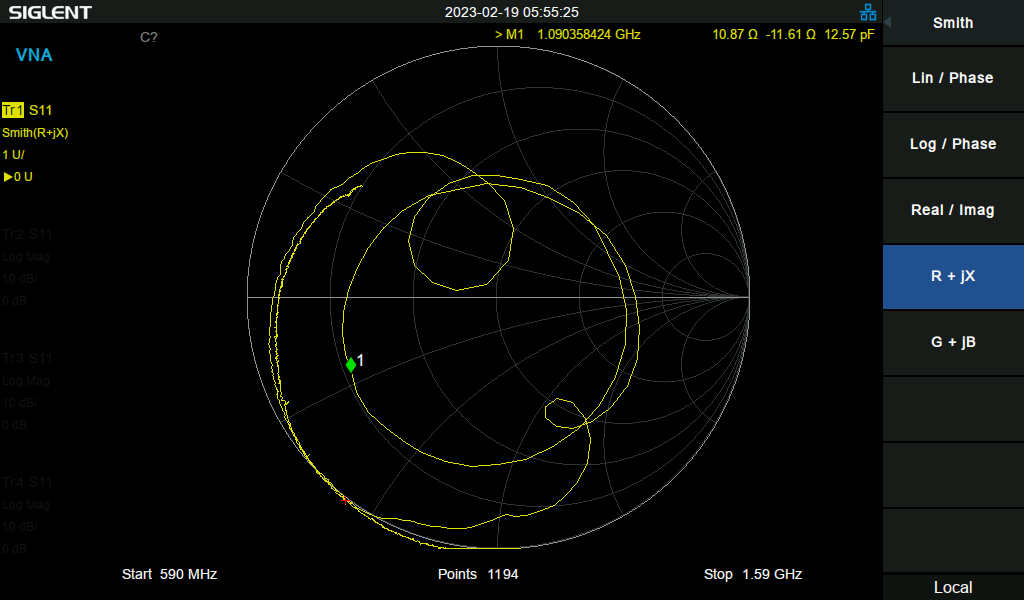 SIGLENT 2023-02-19 05:55:25
Smith
C? > M1 1.090358424 GHz 10.87 Ω -11.61 Ω 12.57 pF
VNA
Lin / Phase
Tr1 S11
Smith(R+jX)
1 U/
▶0 U
Log / Phase
Real / Imag
Tr2 S11
Log Mag
10 dB/
0 dB
R + jX
G + jB
1
Tr3 S11
Log Mag
10 dB/
0 dB
Tr4 S11
Log Mag
10 dB/
0 dB
Start 590 MHz Points 1194 Stop 1.59 GHz
Local